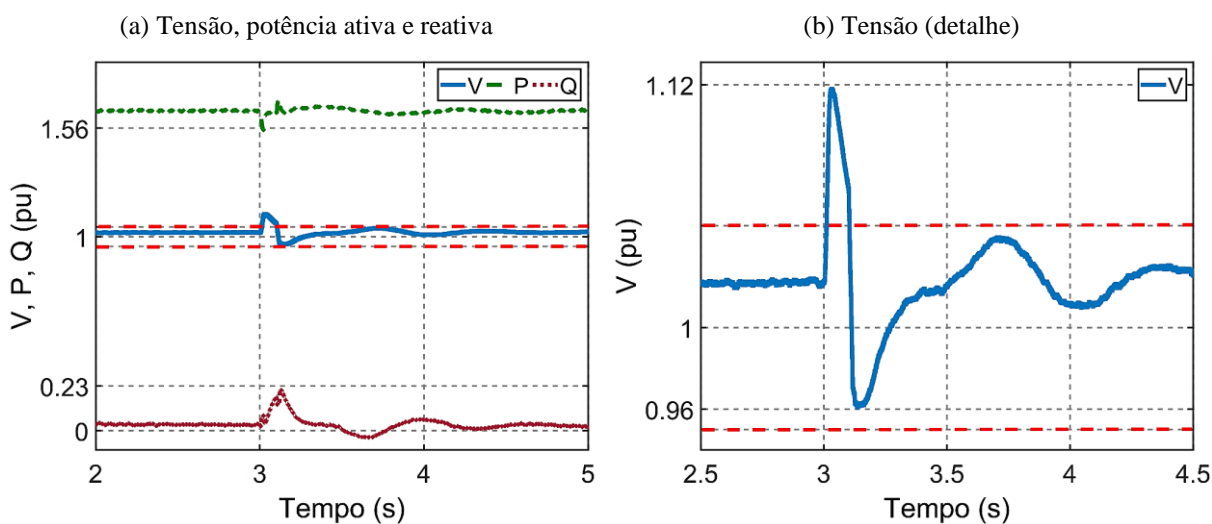 (a) Tensão, potência ativa e reativa
V P Q
1.56
1
0.23
0
V, P, Q (pu)
2 3 4 5
Tempo (s)
(b) Tensão (detalhe)
V
1.12
1
0.96
V (pu)
2.5 3 3.5 4 4.5
Tempo (s)